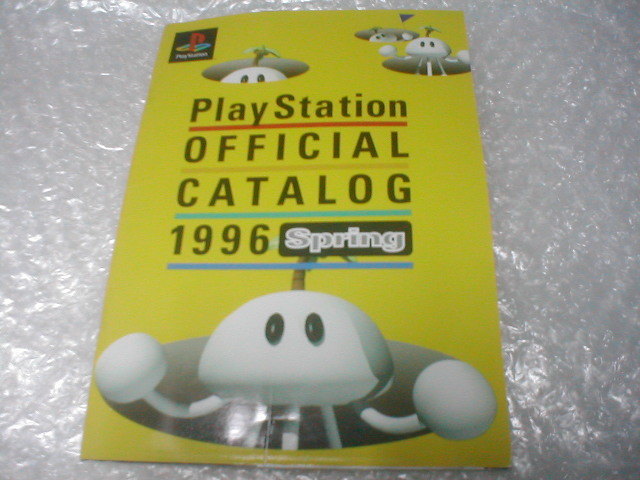 PlayStation
PlayStation
OFFICIAL
CATALOG
1996 Spring